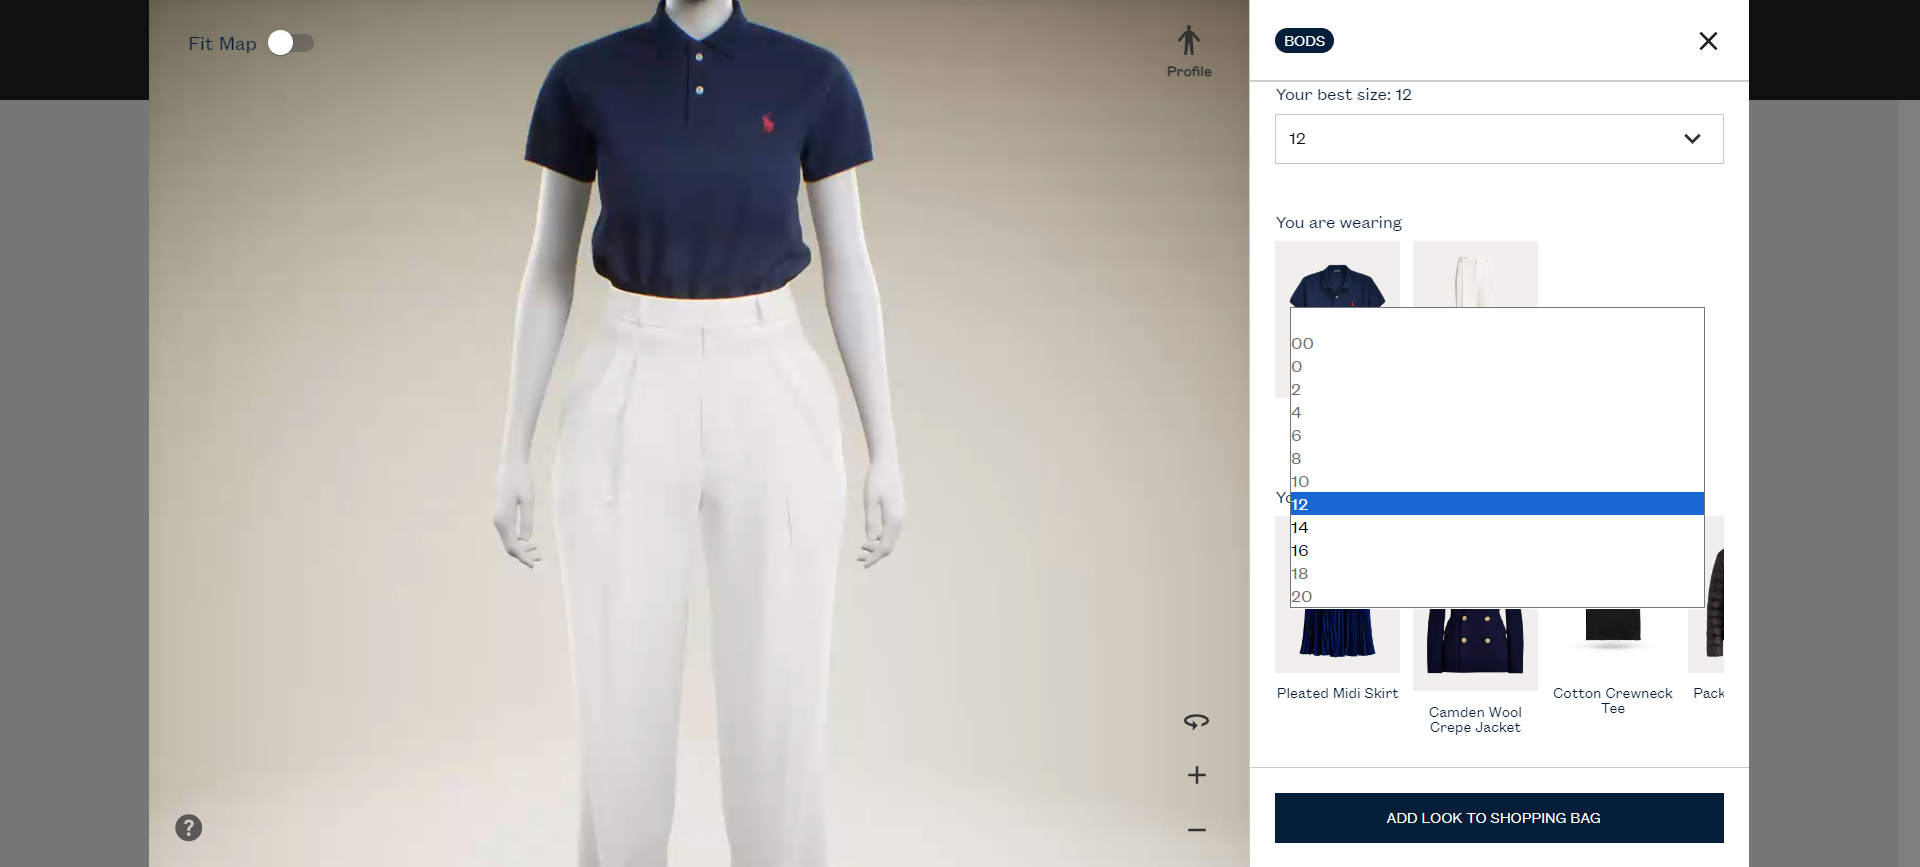 Fit Map
Profile
BODS
Your best size: 12
12
You are wearing
00
0
2
4
6
8
10
12
14
16
18
20
Pleated Midi Skirt
Camden Wool
Crepe Jacket
Cotton Crewneck
Tee
Pack
ADD LOOK TO SHOPPING BAG
?